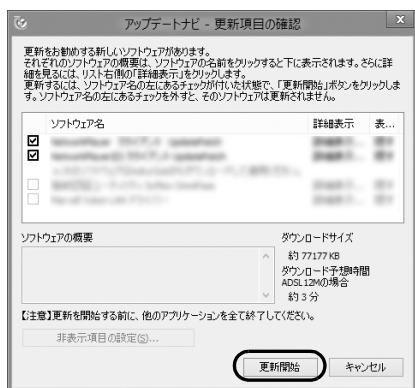 アップデートナビ - 更新項目の確認
x
更新をお勧めする新しいソフトウェアがあります。
それぞれのソフトウェアの概要は、ソフトウェアの名前をクリックすると下に表示されます。さらに詳
細を見るには、リスト右側の「詳細表示」をクリックします。
更新するには、ソフトウェア名の左にあるチェックが付いた状態で、「更新開始」ボタンをクリックしま
す。ソフトウェア名の左にあるチェックを外すと、そのソフトウェアは更新されません。
ソフトウェア名 詳細表示 表...
ソフトウェアの概要
ダウンロードサイズ
約 77177 KB
ダウンロード予想時間
ADSL 12Mの場合
約 3 分
【注意】更新を開始する前に、他のアプリケーションを全て終了してください。
非表示項目の設定(S)...
更新開始 キャンセル